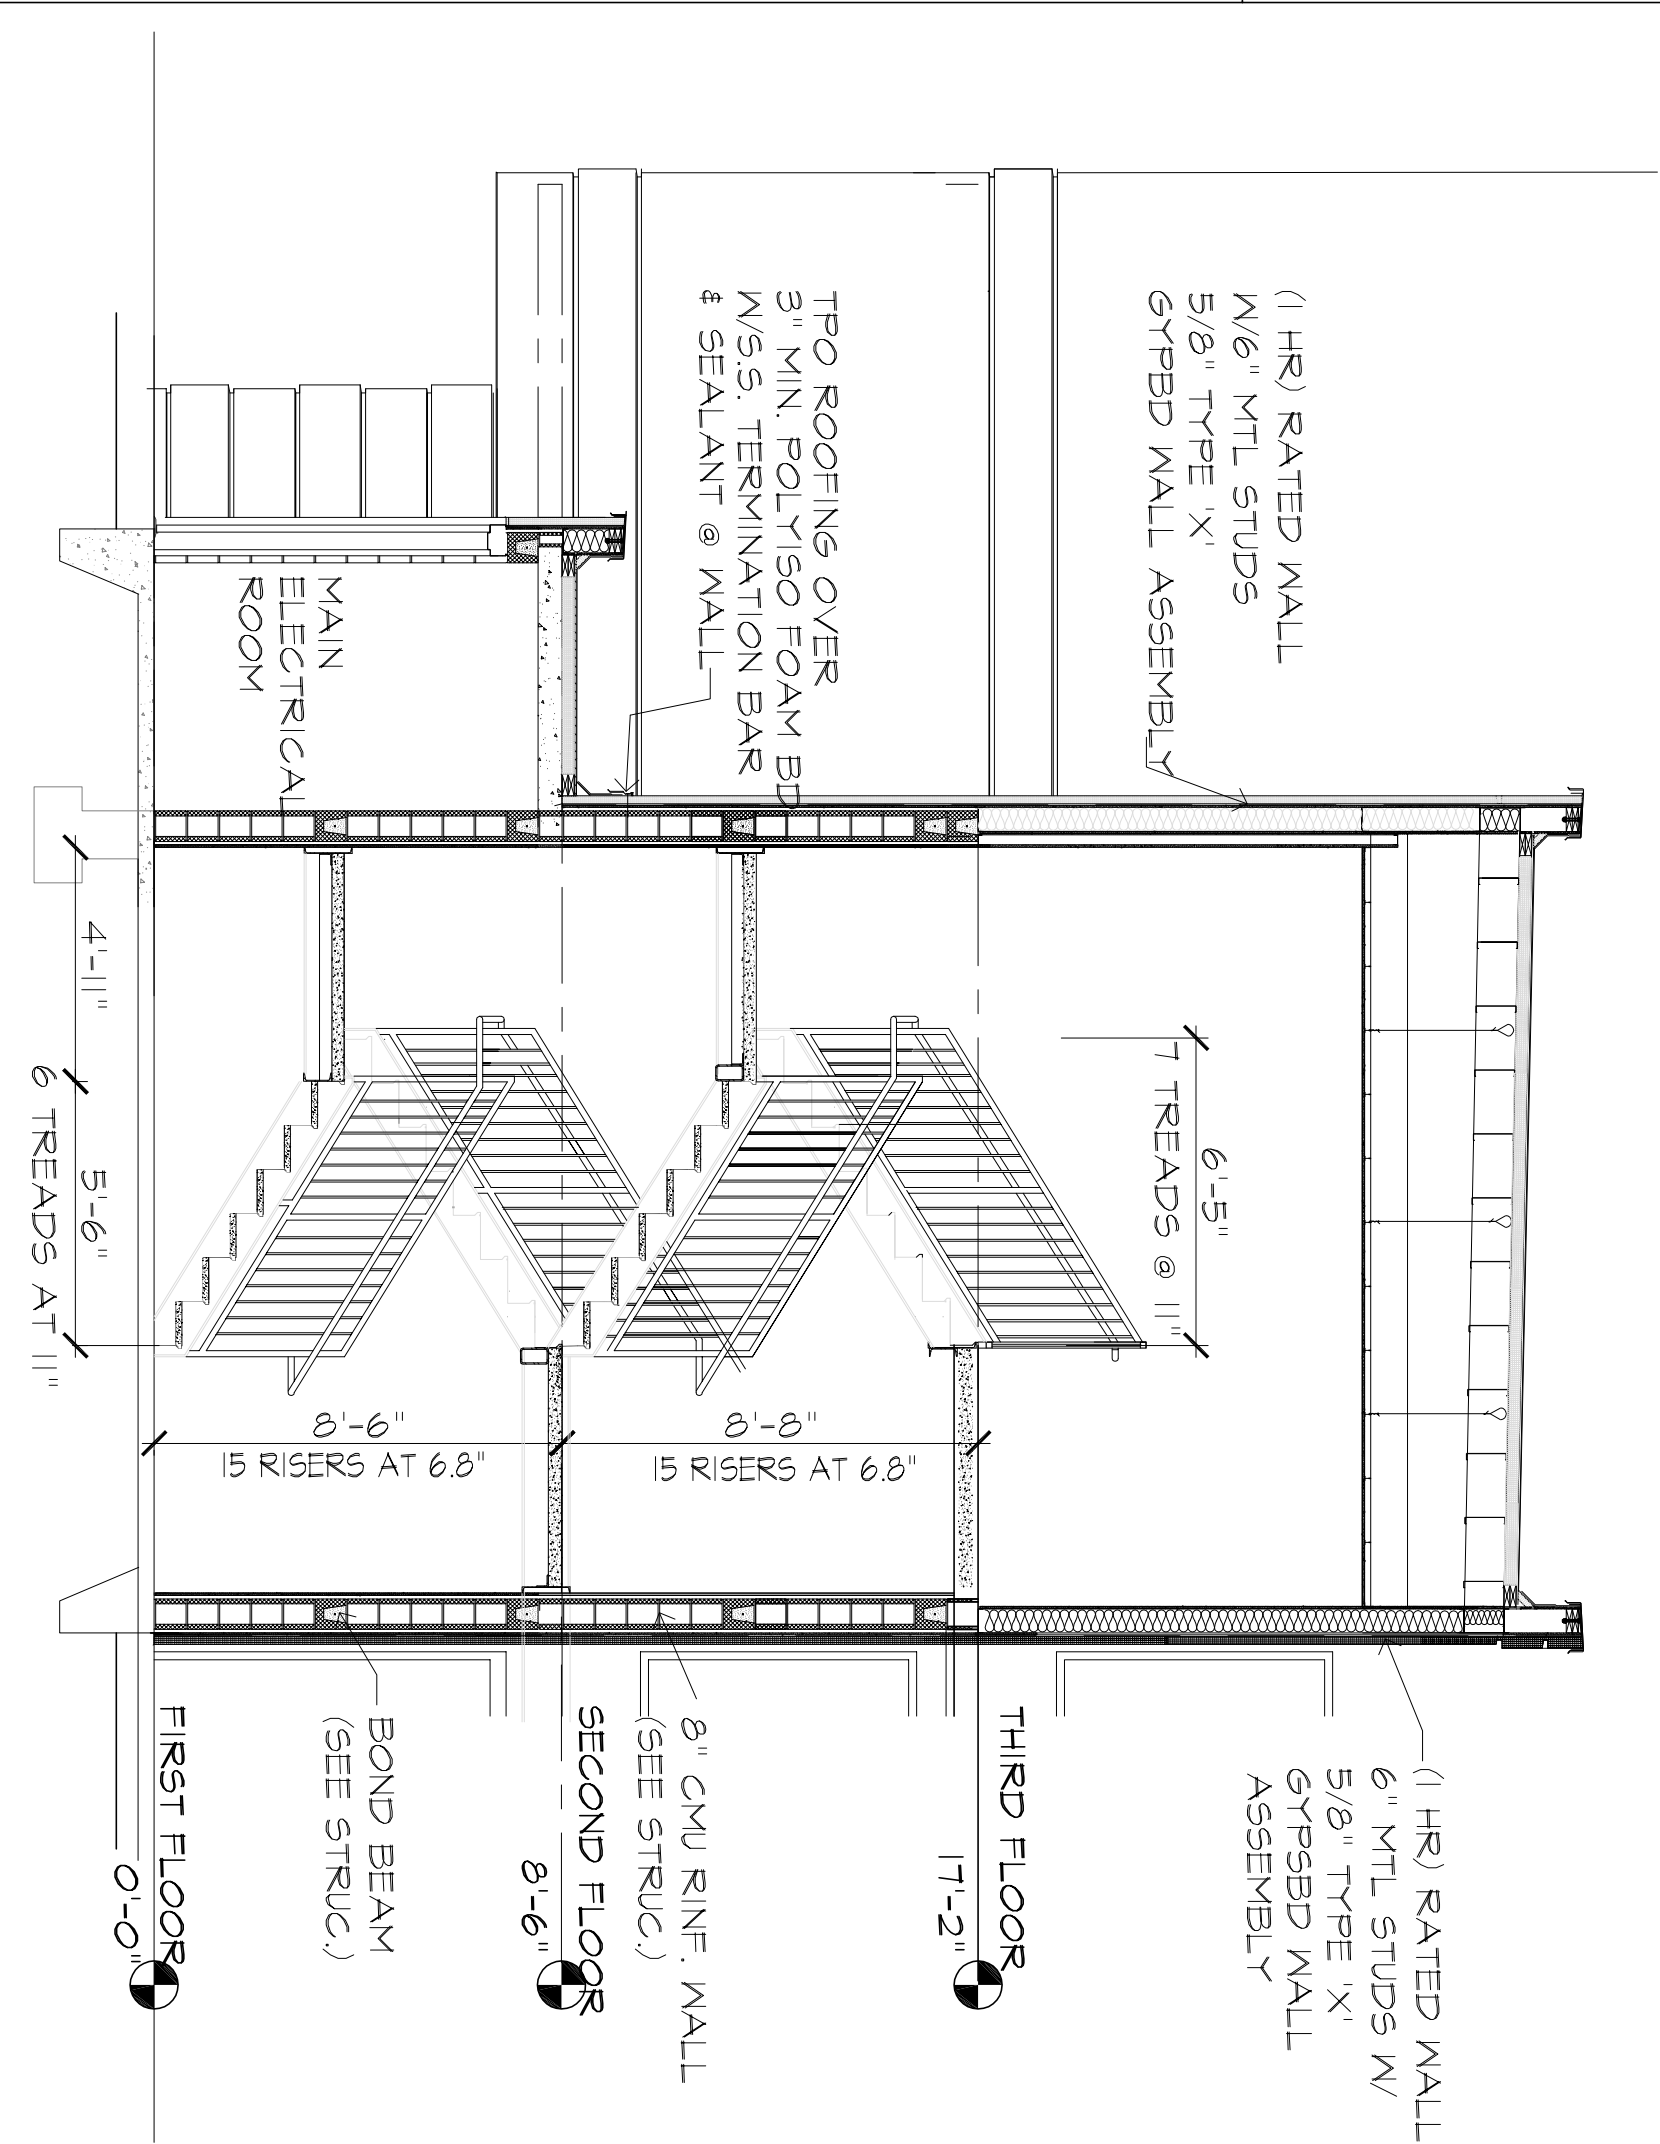 (1 HR) RATED WALL
W/6" MTL STUDS
5/8" TYPE 'X'
GYPBD WALL ASSEMBLY
TPO ROOFING OVER
3" MIN. POLYISO FOAM BD
W/S.S. TERMINATION BAR
& SEALANT @ WALL
MAIN
ELECTRICAL
ROOM
6'-5"
7 TREADS @ 11"
4'-11"
5'-6"
6 TREADS AT 11"
8'-6"
15 RISERS AT 6.8"
8'-8"
15 RISERS AT 6.8"
(1 HR) RATED WALL
6" MTL STUDS W/
5/8" TYPE 'X'
GYPSBD WALL
ASSEMBLY
THIRD FLOOR
17'-2"
8" CMU RINF. WALL
(SEE STRUC.)
SECOND FLOOR
8'-6"
BOND BEAM
(SEE STRUC.)
FIRST FLOOR
0'-0"